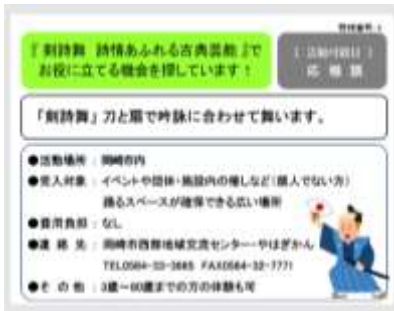 『剣詩舞 詩情あふれる古典芸能』で
お役に立てる機会を探しています！
応相談
「剣詩舞」刀と扇で吟詠に合わせて舞います。
●活動場所：岡崎市内
●受入対象：イベントや団体・施設内の催しなど（個人でない方）
踊るスペースが確保できる広い場所
●費用負担：なし
●連絡先：岡崎市西部地域交流センター・やはぎかん
TEL0564-33-3665 FAX0564-32-7771
●その他：3歳～80歳までの方の体験も可